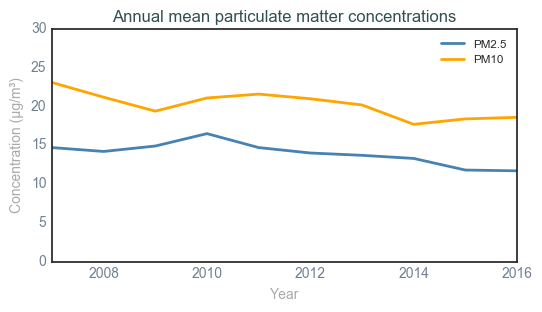 Annual mean particulate matter concentrations
30
25
20
15
10
5
0
Concentration (µg/m³)
PM2.5
PM10
2008
2010
2012
2014
2016
Year